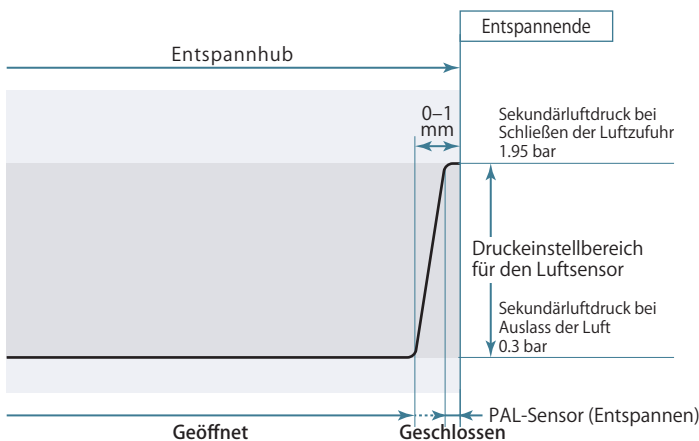 Entspannende
Entspannhub
0–1
mm
Sekundärluftdruck bei
Schließen der Luftzufuhr
1.95 bar
Druckeinstellbereich
für den Luftsensor
Sekundärluftdruck bei
Auslass der Luft
0.3 bar
PAL-Sensor (Entspannen)
Geöffnet
Geschlossen